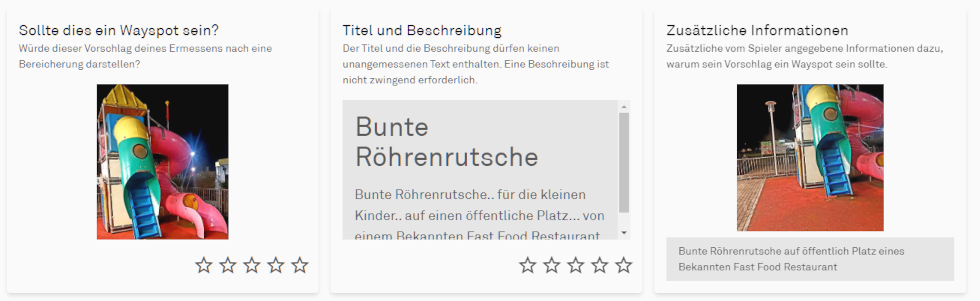 Sollte dies ein Wayspot sein?
Würde dieser Vorschlag deines Ermessens nach eine
Bereicherung darstellen?
Titel und Beschreibung
Der Titel und die Beschreibung dürfen keinen
unangemessenen Text enthalten. Eine Beschreibung ist
nicht zwingend erforderlich.
Bunte
Röhrenrutsche
Bunte Röhrenrutsche.. für die kleinen
Kinder.. auf einen öffentliche Platz... von
einem Bekannten Fast Food Restaurant
Zusätzliche Informationen
Zusätzliche vom Spieler angegebene Informationen dazu,
warum sein Vorschlag ein Wayspot sein sollte.
Bunte Röhrenrutsche auf öffentlich Platz eines
Bekannten Fast Food Restaurant